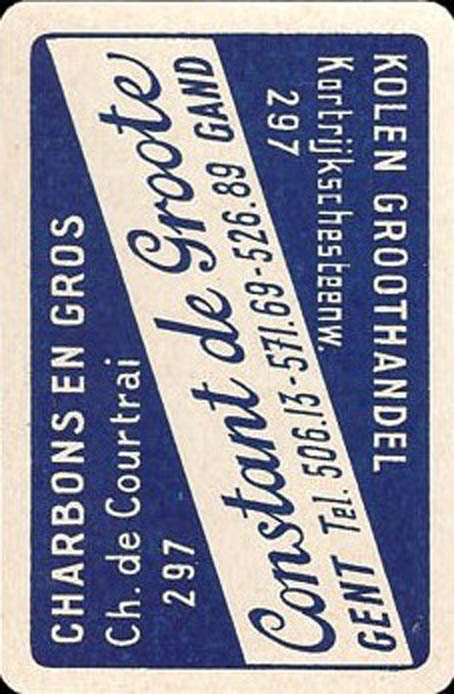 CHARBONS EN GROS
Ch. de Courtrai
297
Constant de Groote
GENT Tel. 506.13-571.69-526.89 GAND
KOLEN GROOTHANDEL
Kortrijkschesteenw.
297